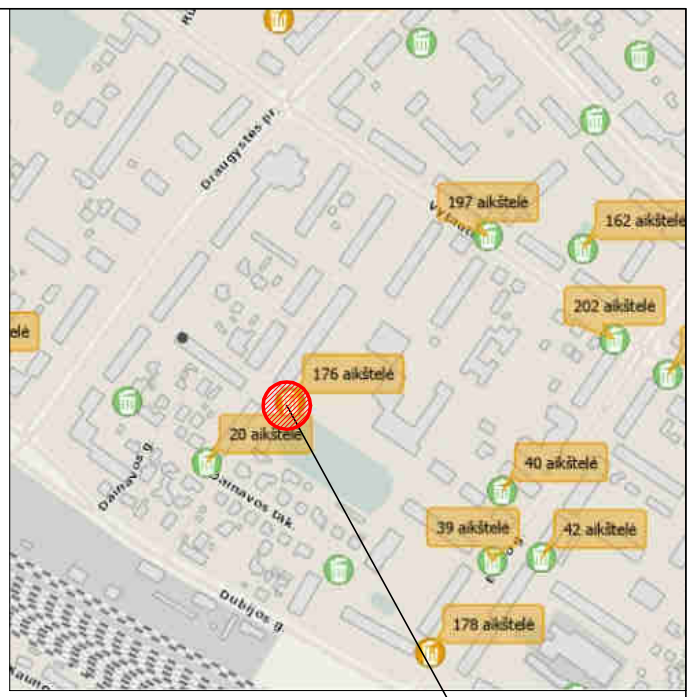 Draugystės pr.
197 aikštelė
162 aikštelė
202 aikštelė
elė
176 aikštelė
20 aikštelė
40 aikštelė
Dainavos g.
Dainavos tak.
39 aikštelė
42 aikštelė
Dubijos g.
178 aikštelė